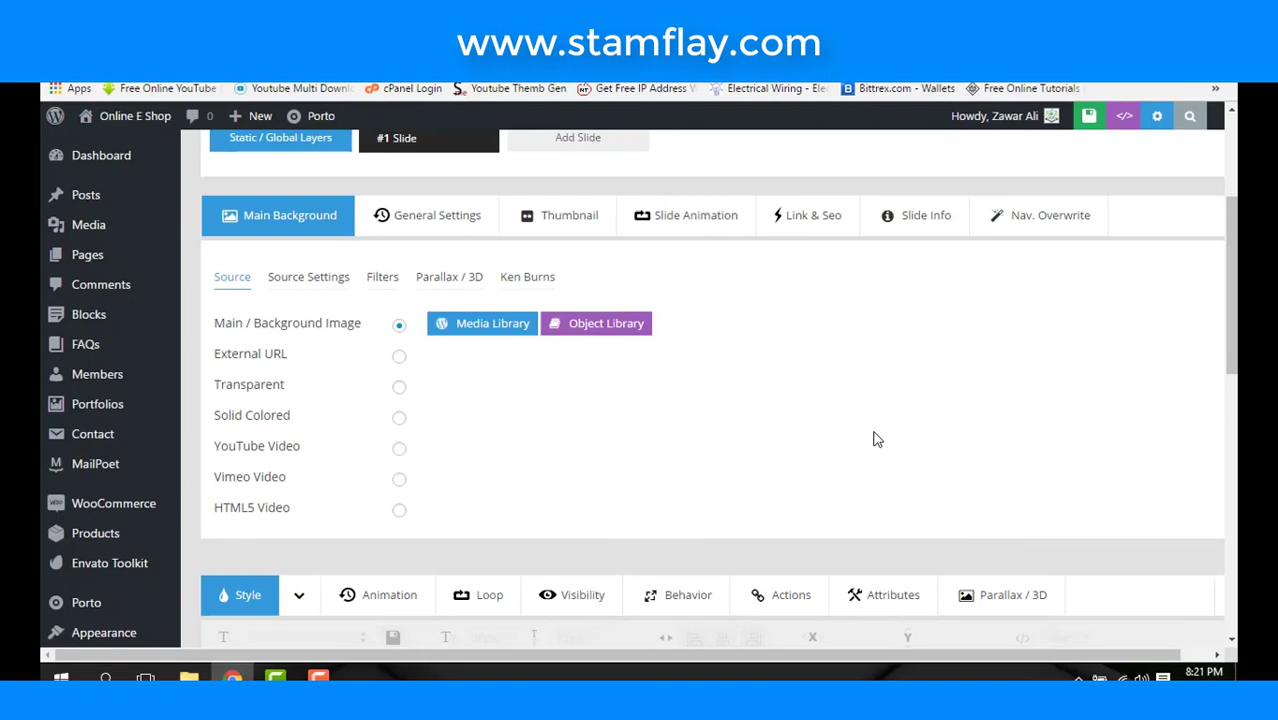 www.stamflay.com
Apps Free Online YouTube Youtube Multi Downl cPanel Login Youtube Themb Gen Get Free IP Address Electrical Wiring - Ele Bittrex.com - Wallets Free Online Tutorials »
Online E Shop 0 New Porto Howdy, Zawar Ali
Static / Global Layers #1 Slide Add Slide
Dashboard
Posts
Media
Pages
Comments
Blocks
FAQs
Members
Portfolios
Contact
MailPoet
WooCommerce
Products
Envato Toolkit
Porto
Appearance
Main Background General Settings Thumbnail Slide Animation Link & Seo Slide Info Nav. Overwrite
Source Source Settings Filters Parallax / 3D Ken Burns
Main / Background Image Media Library Object Library
External URL
Transparent
Solid Colored
YouTube Video
Vimeo Video
HTML5 Video
Style Animation Loop Visibility Behavior Actions Attributes Parallax / 3D
8:21 PM